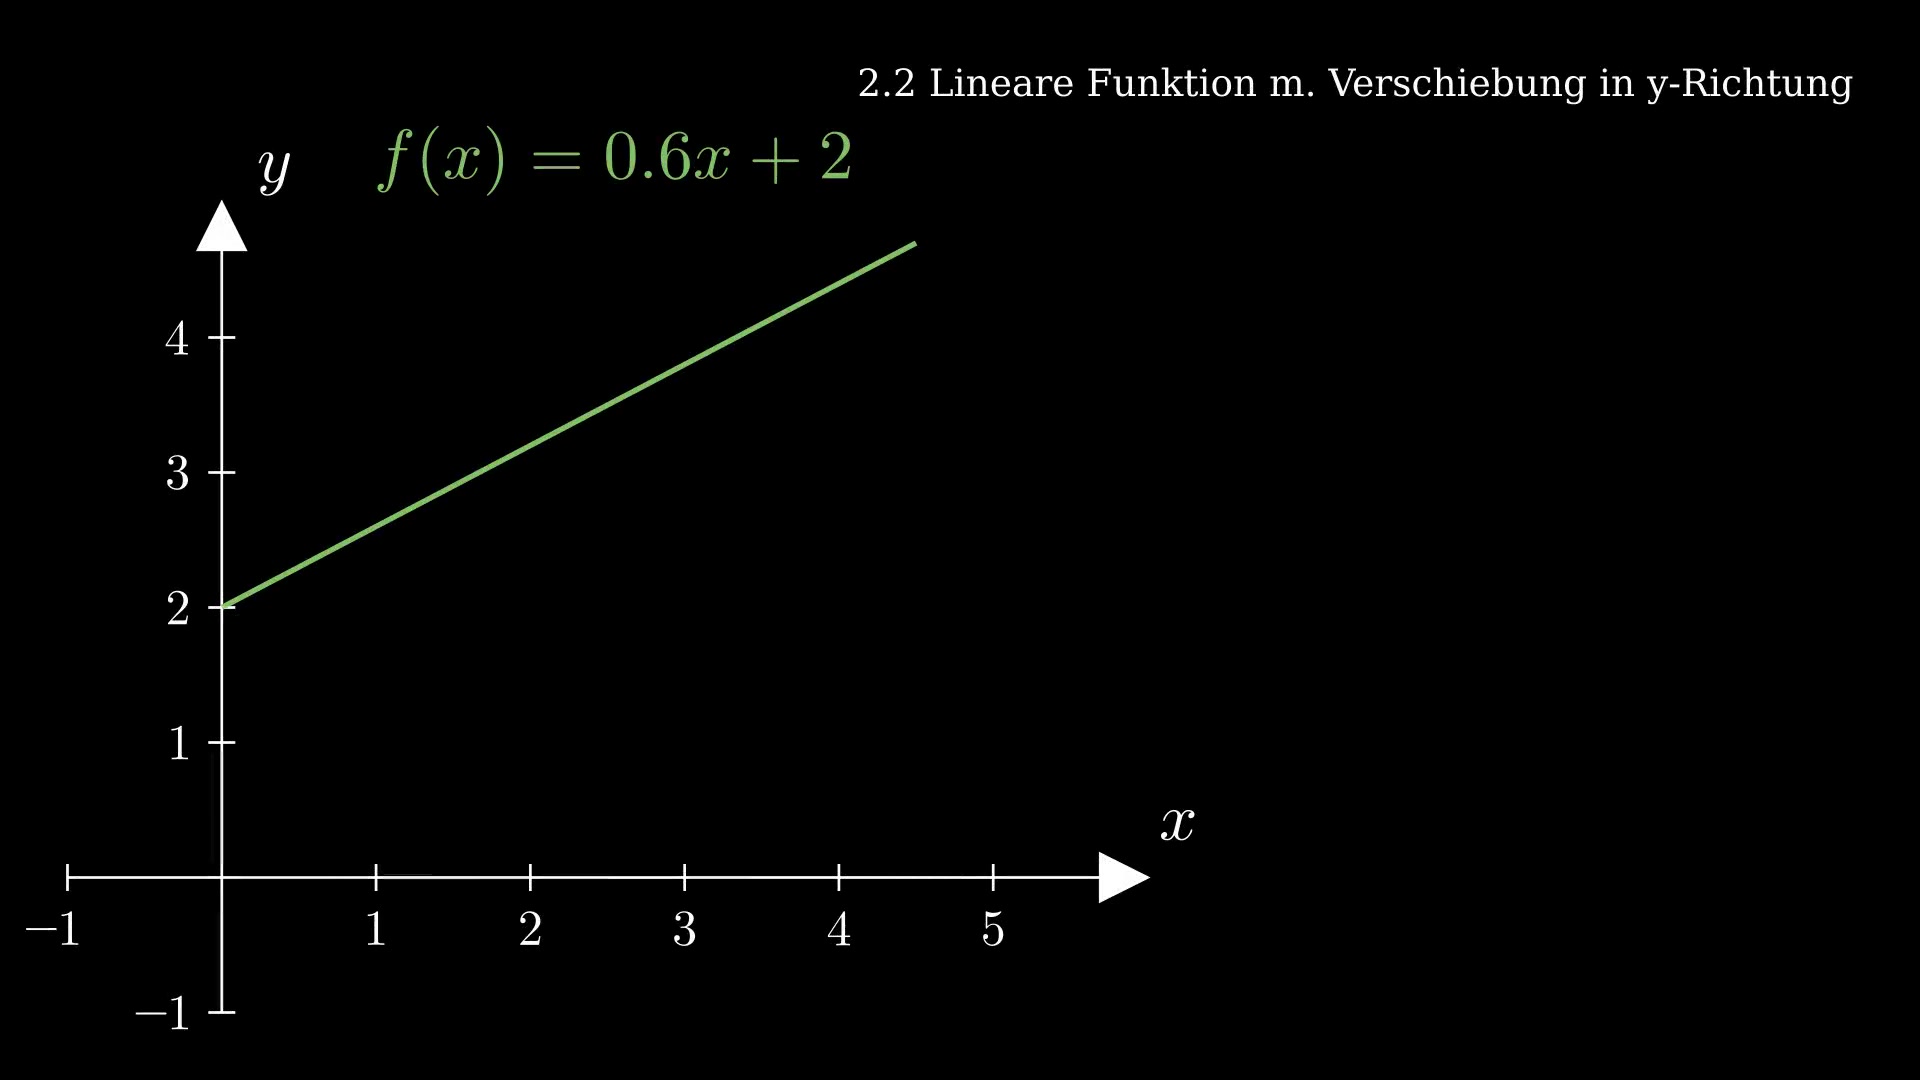 2.2 Lineare Funktion m. Verschiebung in y-Richtung
y
f(x) = 0.6x + 2
4
3
2
1
x
−1 1 2 3 4 5
−1